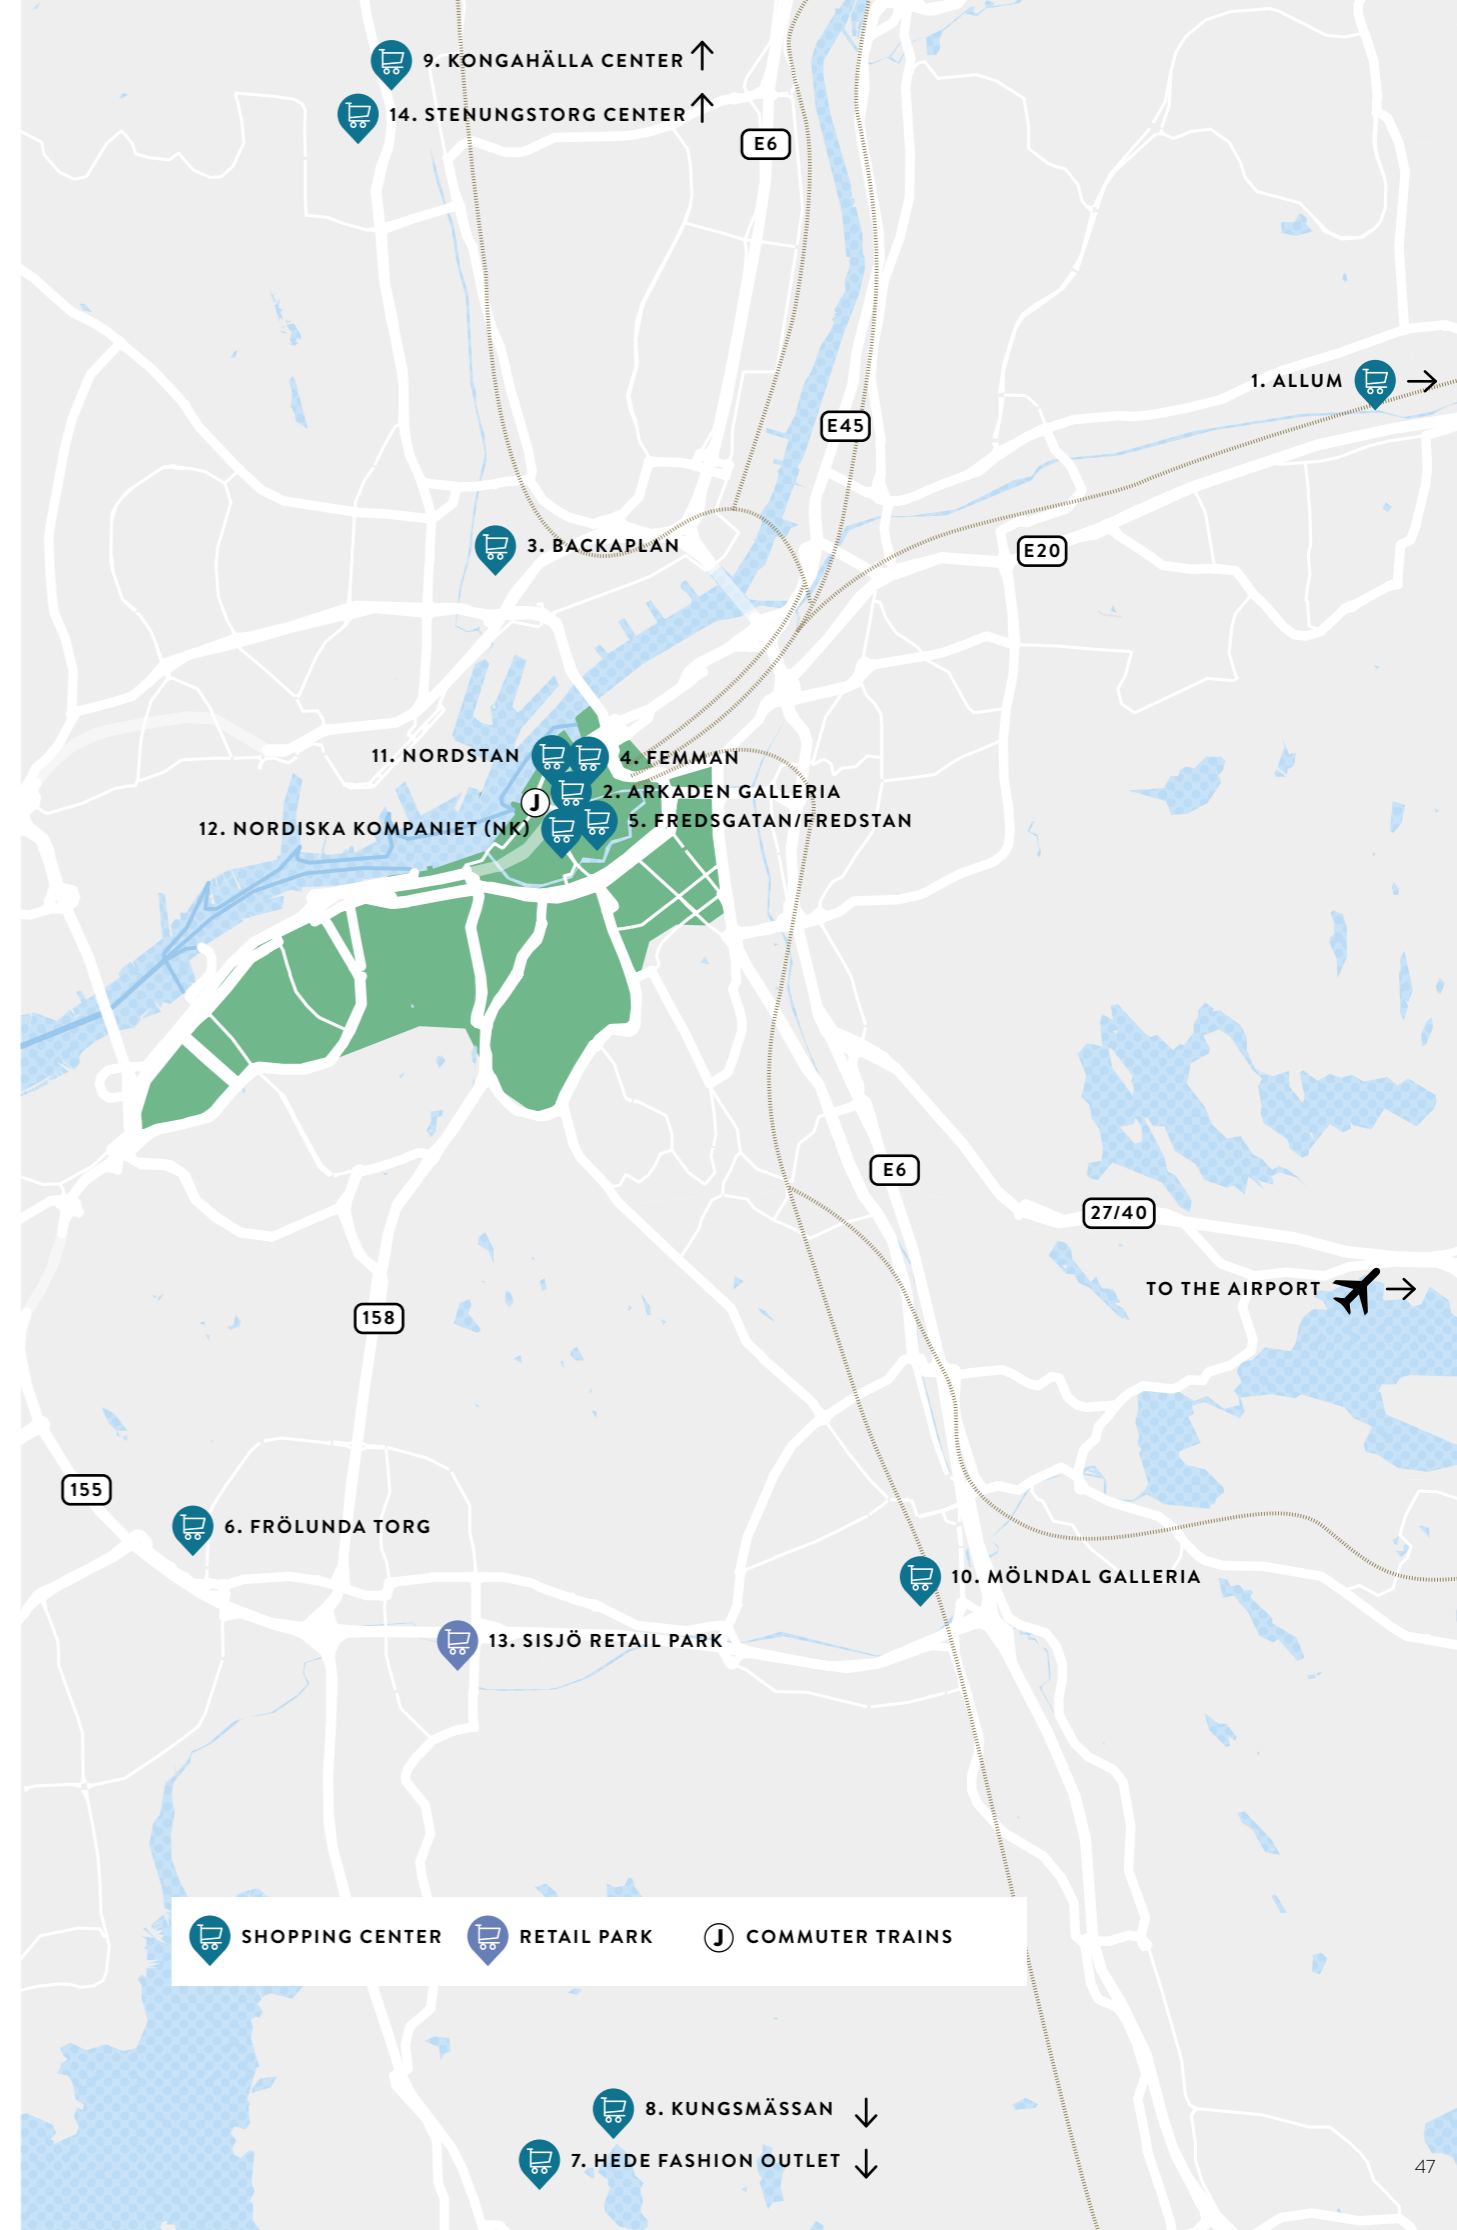 9. KONGAHÄLLA CENTER
14. STENUNGSTORG CENTER
E6
1. ALLUM
E45
3. BACKAPLAN
E20
11. NORDSTAN
4. FEMMAN
2. ARKADEN GALLERIA
J
5. FREDSGATAN/FREDSTAN
12. NORDISKA KOMPANIET (NK)
E6
27/40
TO THE AIRPORT
158
155
6. FRÖLUNDA TORG
10. MÖLNDAL GALLERIA
13. SISJÖ RETAIL PARK
SHOPPING CENTER
RETAIL PARK
J COMMUTER TRAINS
8. KUNGSMÄSSAN
7. HEDE FASHION OUTLET
47